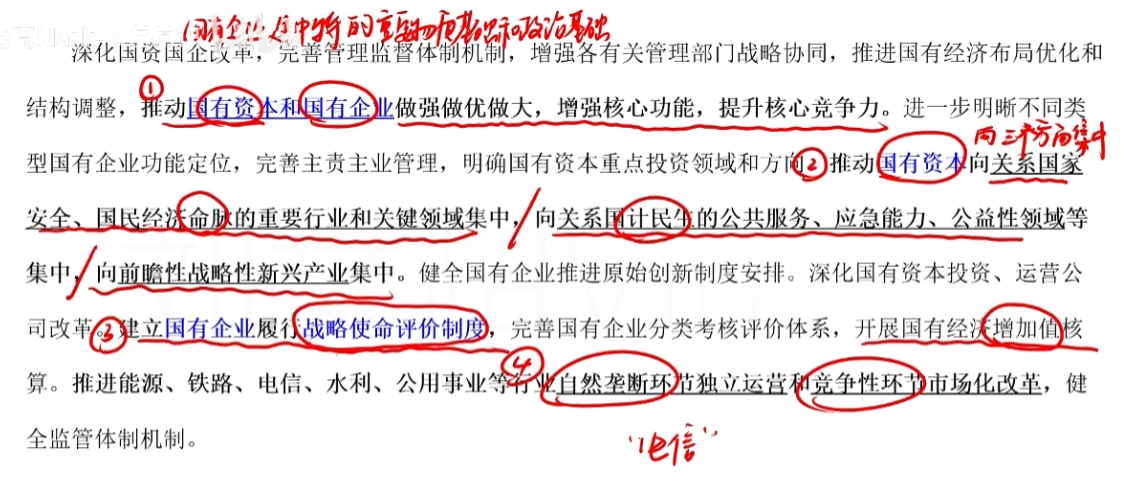 国有企业是中特的重要物质基础和政治基础
深化国资国企改革，完善管理监督体制机制，增强各有关管理部门战略协同，推进国有经济布局优化和
结构调整，①推动国有资本和国有企业做强做优做大，增强核心功能，提升核心竞争力。进一步明晰不同类
向三个方面集中
型国有企业功能定位，完善主责主业管理，明确国有资本重点投资领域和方向②推动国有资本向关系国家
安全、国民经济命脉的重要行业和关键领域集中，向关系国计民生的公共服务、应急能力、公益性领域等
集中，向前瞻性战略性新兴产业集中。健全国有企业推进原始创新制度安排。深化国有资本投资、运营公
司改革。③建立国有企业履行战略使命评价制度，完善国有企业分类考核评价体系，开展国有经济增加值核
算。推进能源、铁路、电信、水利、公用事业等④行业自然垄断环节独立运营和竞争性环节市场化改革，健
全监管体制机制。
“电信”